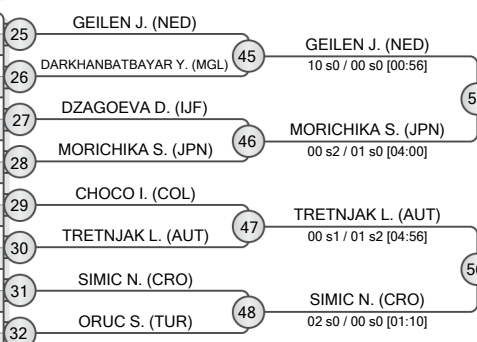 25
GEILEN J. (NED)
26
DARKHANBATBAYAR Y. (MGL)
45
GEILEN J. (NED)
10 s0 / 00 s0 [00:56]
27
DZAGOEVA D. (IJF)
28
MORICHIKA S. (JPN)
46
MORICHIKA S. (JPN)
00 s2 / 01 s0 [04:00]
29
CHOCO I. (COL)
30
TRETNJAK L. (AUT)
47
TRETNJAK L. (AUT)
00 s1 / 01 s2 [04:56]
31
SIMIC N. (CRO)
32
ORUC S. (TUR)
48
SIMIC N. (CRO)
02 s0 / 00 s0 [01:10]